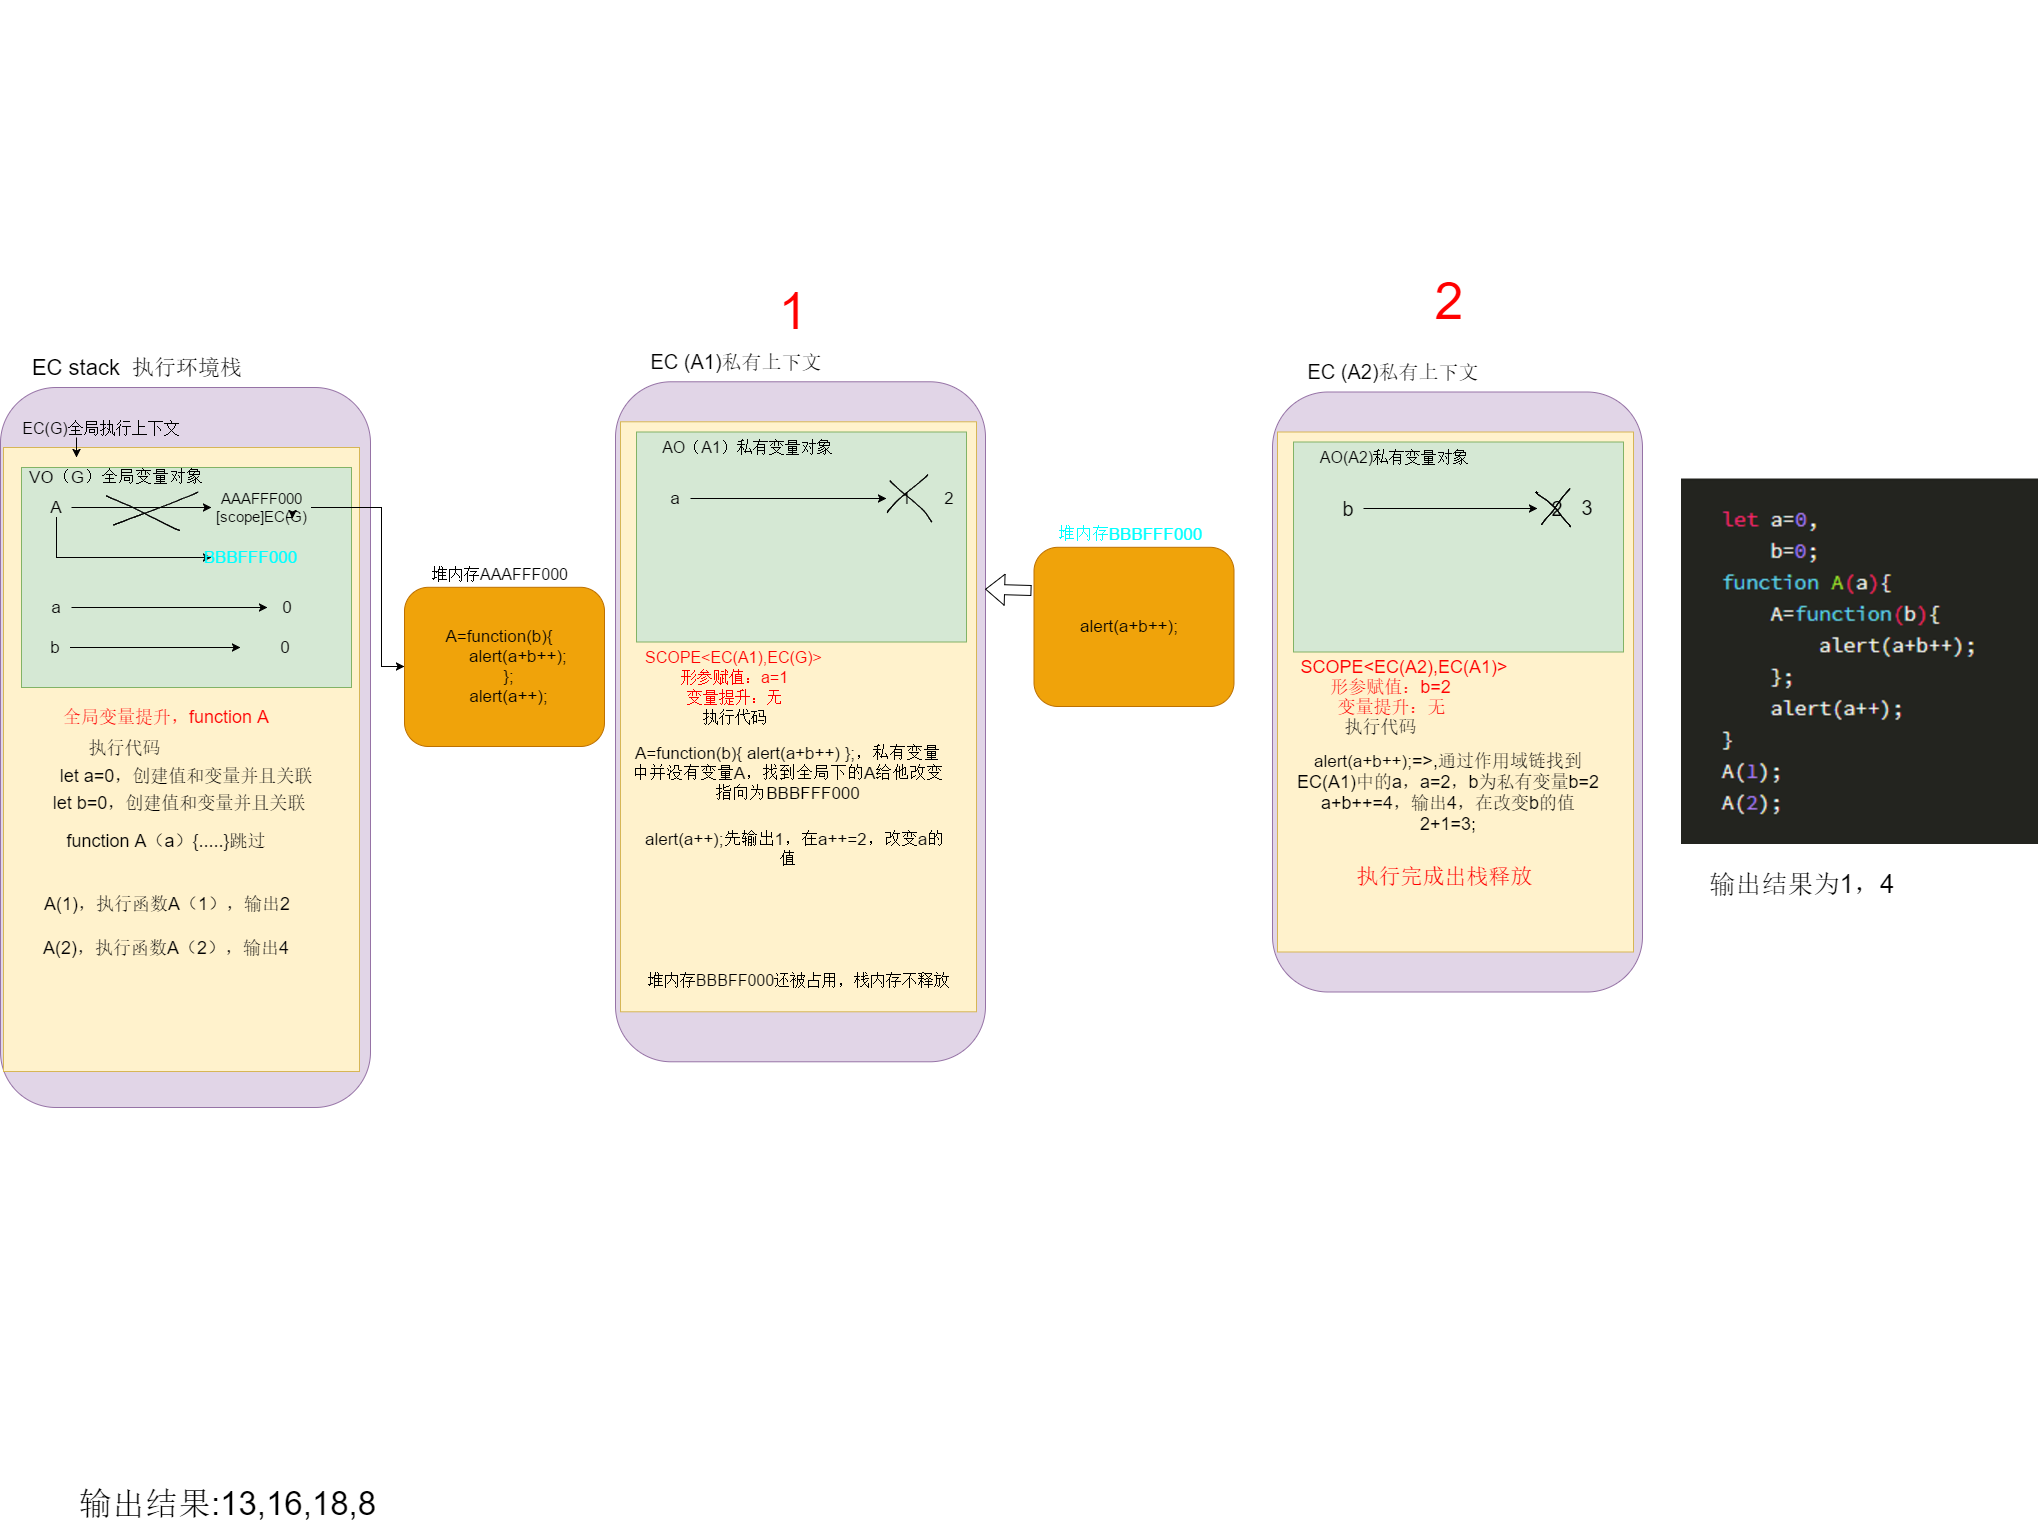 1
2
EC stack 执行环境栈
EC(G)全局执行上下文
VO（G）全局变量对象
A
AAAFFF000
[scope]EC(G)
BBBFFF000
a
0
b
0
全局变量提升，function A
执行代码
let a=0，创建值和变量并且关联
let b=0，创建值和变量并且关联
function A（a）{.....}跳过
A(1)，执行函数A（1），输出2
A(2)，执行函数A（2），输出4
堆内存AAAFFF000
A=function(b){
alert(a+b++);
};
alert(a++);
EC (A1)私有上下文
AO（A1）私有变量对象
a
1
2
SCOPE<EC(A1),EC(G)>
形参赋值：a=1
变量提升：无
执行代码
A=function(b){ alert(a+b++) };，私有变量
中并没有变量A，找到全局下的A给他改变
指向为BBBFFF000
alert(a++);先输出1，在a++=2，改变a的
值
堆内存BBBFF000还被占用，栈内存不释放
堆内存BBBFFF000
alert(a+b++);
EC (A2)私有上下文
AO(A2)私有变量对象
b
2
3
SCOPE<EC(A2),EC(A1)>
形参赋值：b=2
变量提升：无
执行代码
alert(a+b++);=>,通过作用域链找到
EC(A1)中的a，a=2，b为私有变量b=2
a+b++=4，输出4，在改变b的值
2+1=3;
执行完成出栈释放
let a=0,
b=0;
function A(a){
A=function(b){
alert(a+b++);
};
alert(a++);
}
A(1);
A(2);
输出结果为1，4
输出结果:13,16,18,8